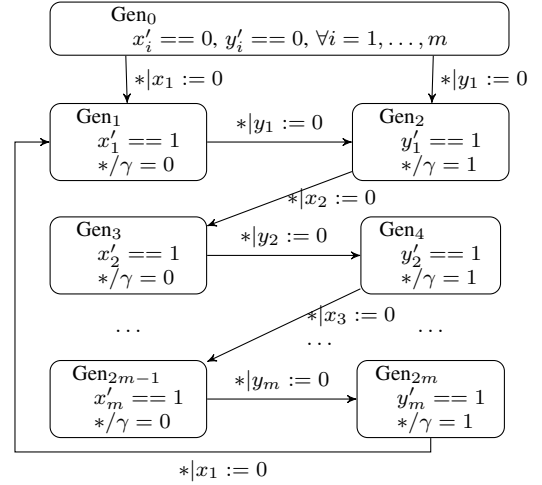 Gen₀
x′ᵢ == 0, y′ᵢ == 0, ∀i = 1, . . . , m
∗|x₁ := 0
∗|y₁ := 0
Gen₁
x′₁ == 1
∗/γ = 0
∗|y₁ := 0
Gen₂
y′₁ == 1
∗/γ = 1
∗|x₂ := 0
Gen₃
x′₂ == 1
∗/γ = 0
∗|y₂ := 0
Gen₄
y′₂ == 1
∗/γ = 1
∗|x₃ := 0
. . .
. . .
. . .
Gen₂ₘ₋₁
x′ₘ == 1
∗/γ = 0
∗|yₘ := 0
Gen₂ₘ
y′ₘ == 1
∗/γ = 1
∗|x₁ := 0